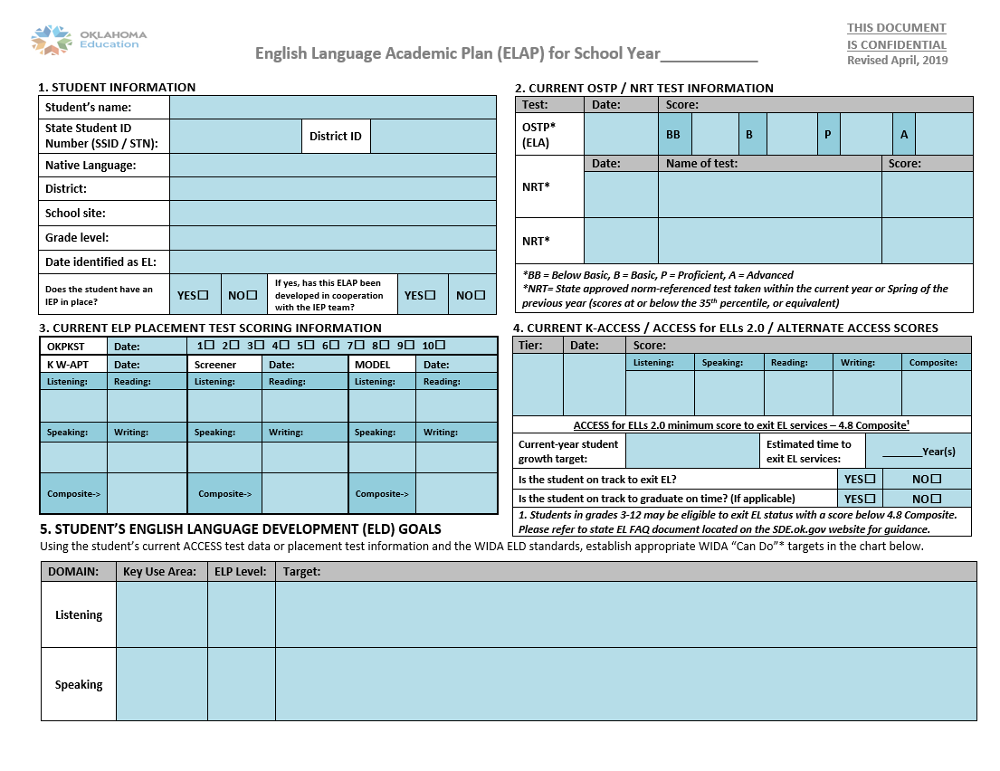 OKLAHOMA
Education
English Language Academic Plan (ELAP) for School Year___________
THIS DOCUMENT
IS CONFIDENTIAL
Revised April, 2019
1. STUDENT INFORMATION
Student's name:
State Student ID
Number (SSID / STN):
District ID
Native Language:
District:
School site:
Grade level:
Date identified as EL:
Does the student have an
IEP in place?
YES☐
NO☐
If yes, has this ELAP been
developed in cooperation
with the IEP team?
YES☐
NO☐
2. CURRENT OSTP / NRT TEST INFORMATION
Test: Date: Score:
OSTP*
(ELA)
BB B P A
Date: Name of test: Score:
NRT*
NRT*
*BB = Below Basic, B = Basic, P = Proficient, A = Advanced
*NRT= State approved norm-referenced test taken within the current year or Spring of the
previous year (scores at or below the 35th percentile, or equivalent)
3. CURRENT ELP PLACEMENT TEST SCORING INFORMATION
OKPKST Date: 1☐ 2☐ 3☐ 4☐ 5☐ 6☐ 7☐ 8☐ 9☐ 10☐
K W-APT Date: Screener Date: MODEL Date:
Listening: Reading: Listening: Reading: Listening: Reading:
Speaking: Writing: Speaking: Writing: Speaking: Writing:
Composite-> Composite-> Composite->
4. CURRENT K-ACCESS / ACCESS for ELLs 2.0 / ALTERNATE ACCESS SCORES
Tier: Date: Score:
Listening: Speaking: Reading: Writing: Composite:
ACCESS for ELLs 2.0 minimum score to exit EL services – 4.8 Composite¹
Current-year student
growth target:
Estimated time to
exit EL services:
______Year(s)
Is the student on track to exit EL? YES☐ NO☐
Is the student on track to graduate on time? (If applicable) YES☐ NO☐
1. Students in grades 3-12 may be eligible to exit EL status with a score below 4.8 Composite.
Please refer to state EL FAQ document located on the SDE.ok.gov website for guidance.
5. STUDENT'S ENGLISH LANGUAGE DEVELOPMENT (ELD) GOALS
Using the student's current ACCESS test data or placement test information and the WIDA ELD standards, establish appropriate WIDA “Can Do”* targets in the chart below.
DOMAIN: Key Use Area: ELP Level: Target:
Listening
Speaking